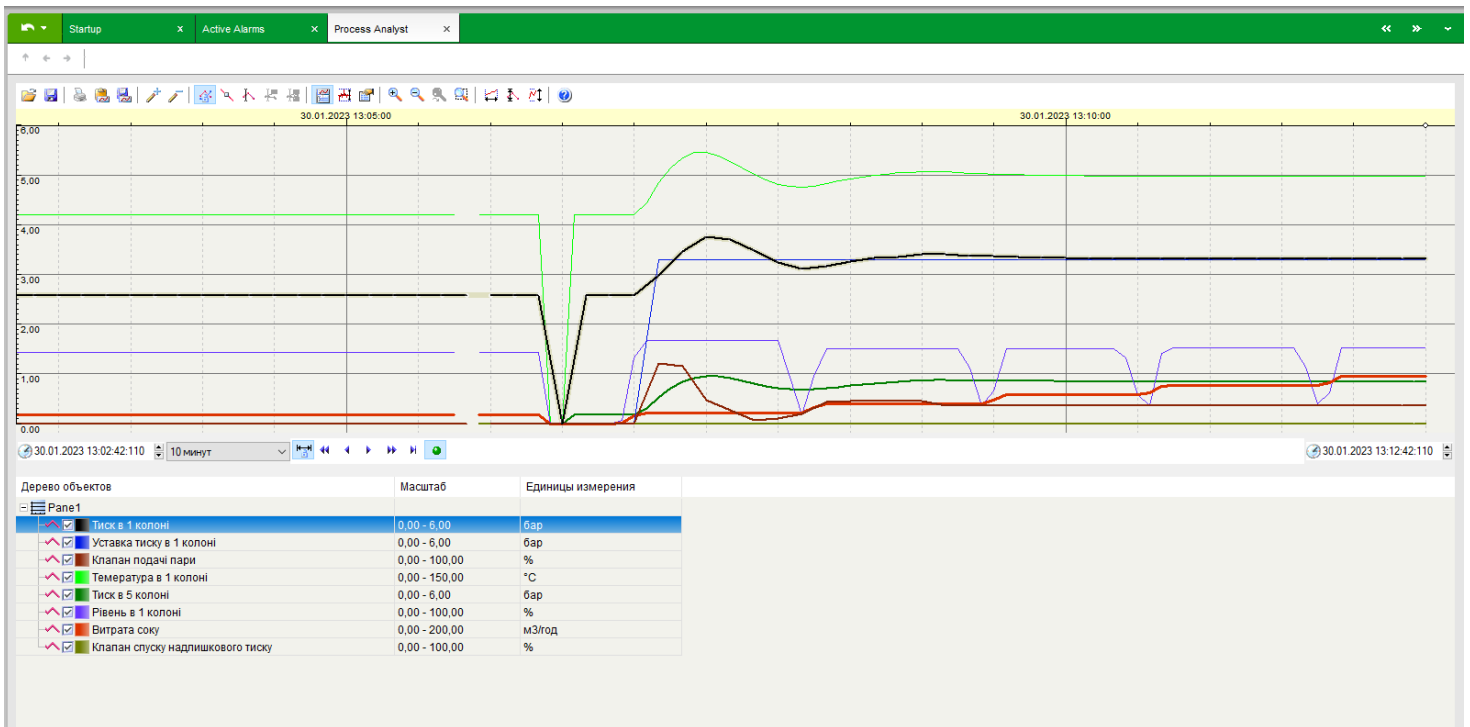 Startup x Active Alarms x Process Analyst x
30.01.2023 13:05:00 30.01.2023 13:10:00
6,00
5,00
4,00
3,00
2,00
1,00
0.00
30.01.2023 13:02:42:110 10 минут 30.01.2023 13:12:42:110
Дерево объектов Масштаб Единицы измерения
Pane1
Тиск в 1 колоні 0,00 - 6,00 бар
Уставка тиску в 1 колоні 0,00 - 6,00 бар
Клапан подачі пари 0,00 - 100,00 %
Темература в 1 колоні 0,00 - 150,00 °C
Тиск в 5 колоні 0,00 - 6,00 бар
Рівень в 1 колоні 0,00 - 100,00 %
Витрата соку 0,00 - 200,00 м3/год
Клапан спуску надлишкового тиску 0,00 - 100,00 %